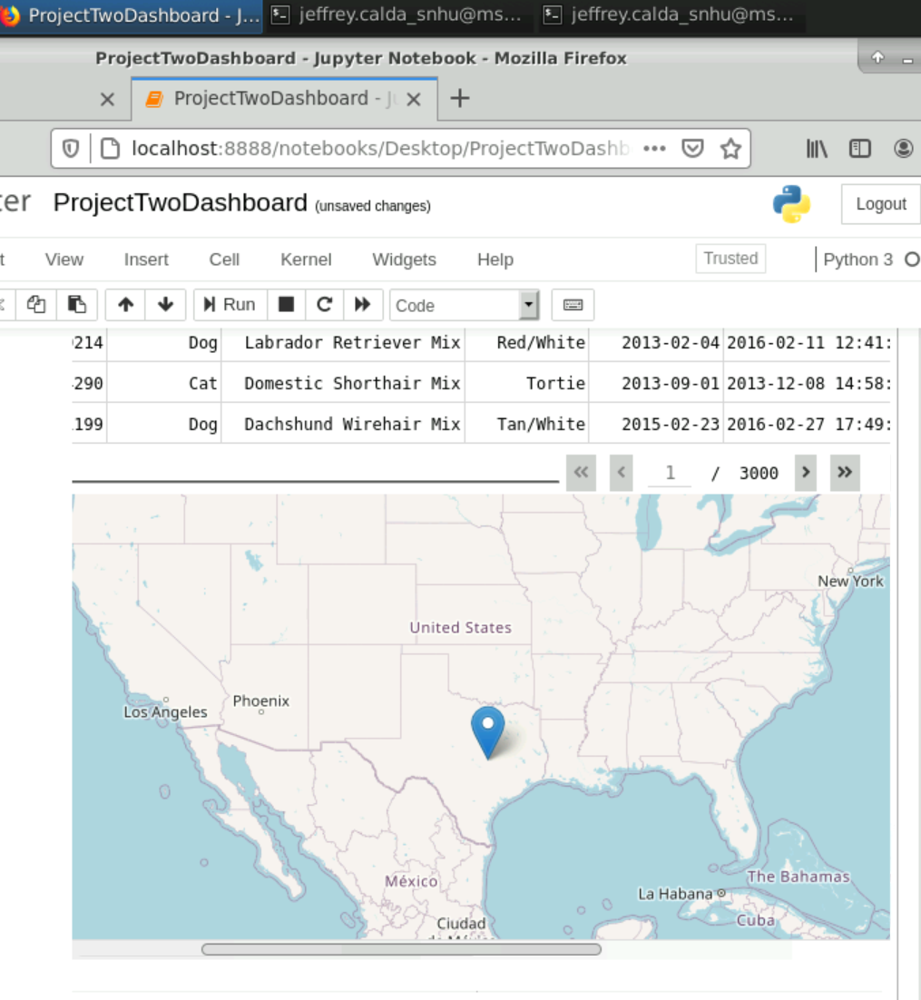 ProjectTwoDashboard - J...
jeffrey.calda_snhu@ms...
jeffrey.calda_snhu@ms...
ProjectTwoDashboard - Jupyter Notebook - Mozilla Firefox
ProjectTwoDashboard - Ju
localhost:8888/notebooks/Desktop/ProjectTwoDashb
ter ProjectTwoDashboard (unsaved changes)
Logout
t View Insert Cell Kernel Widgets Help Trusted Python 3
Run Code
214 Dog Labrador Retriever Mix Red/White 2013-02-04 2016-02-11 12:41:
290 Cat Domestic Shorthair Mix Tortie 2013-09-01 2013-12-08 14:58:
199 Dog Dachshund Wirehair Mix Tan/White 2015-02-23 2016-02-27 17:49:
« ‹ 1 / 3000 › »
New York
United States
Phoenix
Los Angeles
The Bahamas
México
La Habana
Cuba
Ciudad
de México